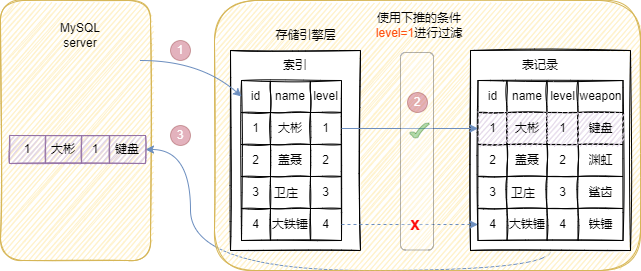 MySQL
server
1
大彬
1
键盘
1
3
存储引擎层
索引
id name level
1 大彬 1
2 盖聂 2
3 卫庄 3
4 大铁锤 4
使用下推的条件
level=1进行过滤
2
X
表记录
id name level weapon
1 大彬 1 键盘
2 盖聂 2 渊虹
3 卫庄 3 鲨齿
4 大铁锤 4 铁锤